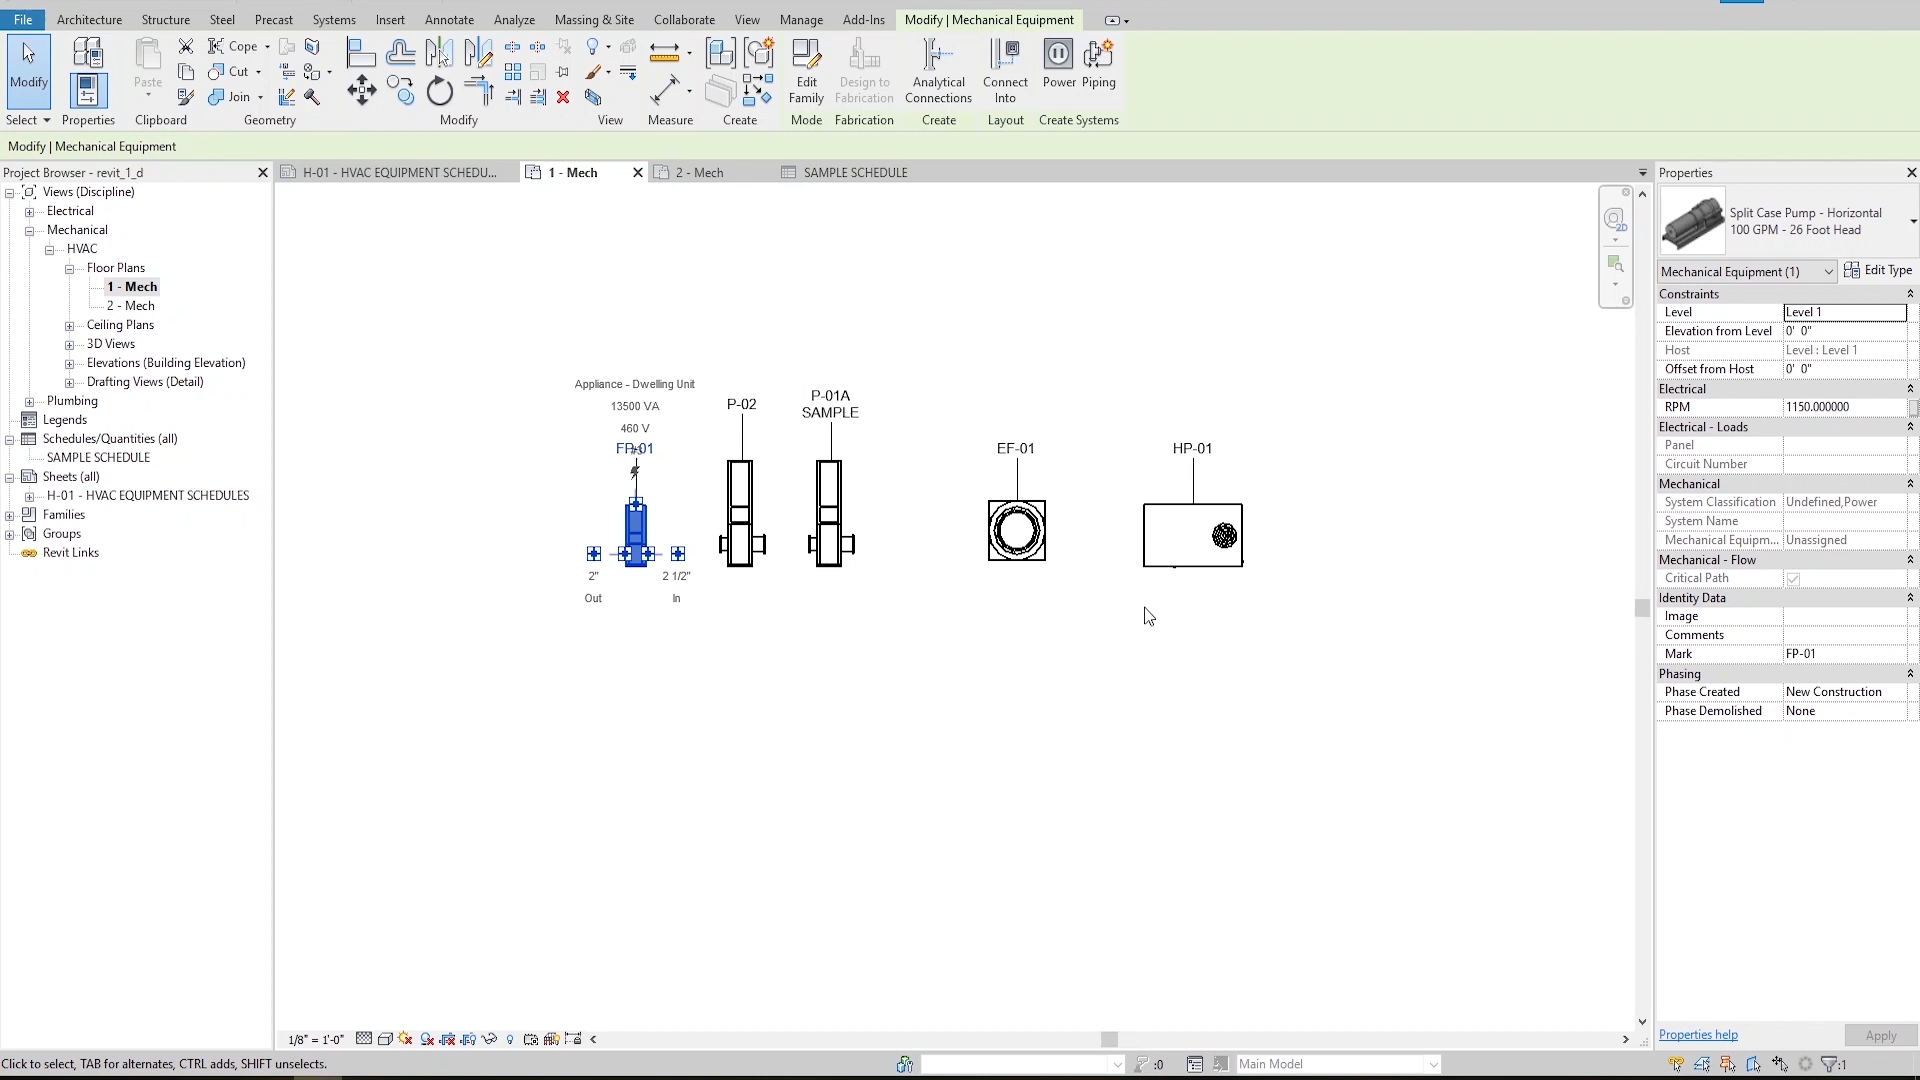 File Architecture Structure Steel Precast Systems Insert Annotate Analyze Massing & Site Collaborate View Manage Add-Ins Modify | Mechanical Equipment
Modify
Paste
Cope
Cut
Join
Edit Family
Design to Fabrication
Analytical Connections
Connect Into
Power
Piping
Select Properties Clipboard Geometry Modify View Measure Create Mode Fabrication Create Layout Create Systems
Modify | Mechanical Equipment
Project Browser - revit_1_d
H-01 - HVAC EQUIPMENT SCHEDU...
1 - Mech
2 - Mech
SAMPLE SCHEDULE
Views (Discipline)
Electrical
Mechanical
HVAC
Floor Plans
1 - Mech
2 - Mech
Ceiling Plans
3D Views
Elevations (Building Elevation)
Drafting Views (Detail)
Plumbing
Legends
Schedules/Quantities (all)
SAMPLE SCHEDULE
Sheets (all)
H-01 - HVAC EQUIPMENT SCHEDULES
Families
Groups
Revit Links
Appliance - Dwelling Unit
13500 VA
460 V
FP-01
P-02
P-01A
SAMPLE
EF-01
HP-01
2"
Out
2 1/2"
In
2D
Properties
Split Case Pump - Horizontal
100 GPM - 26 Foot Head
Mechanical Equipment (1) Edit Type
Constraints
Level Level 1
Elevation from Level 0' 0"
Host Level : Level 1
Offset from Host 0' 0"
Electrical
RPM 1150.000000
Electrical - Loads
Panel
Circuit Number
Mechanical
System Classification Undefined,Power
System Name
Mechanical Equipm... Unassigned
Mechanical - Flow
Critical Path
Identity Data
Image
Comments
Mark FP-01
Phasing
Phase Created New Construction
Phase Demolished None
Properties help Apply
1/8" = 1'-0"
Click to select, TAB for alternates, CTRL adds, SHIFT unselects.
:0
Main Model
:1